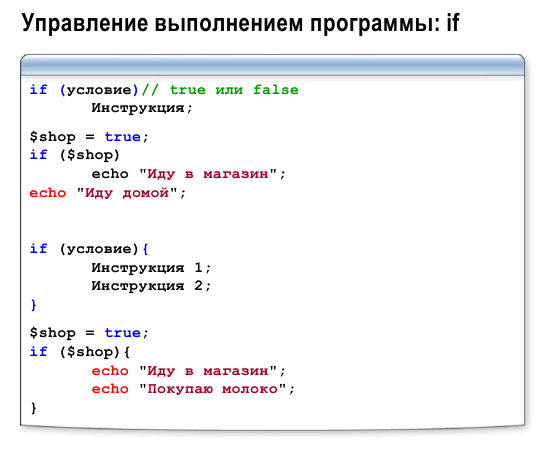 Управление выполнением программы: if
if (условие)// true или false
Инструкция;
$shop = true;
if ($shop)
echo "Иду в магазин";
echo "Иду домой";
if (условие){
Инструкция 1;
Инструкция 2;
}
$shop = true;
if ($shop){
echo "Иду в магазин";
echo "Покупаю молоко";
}